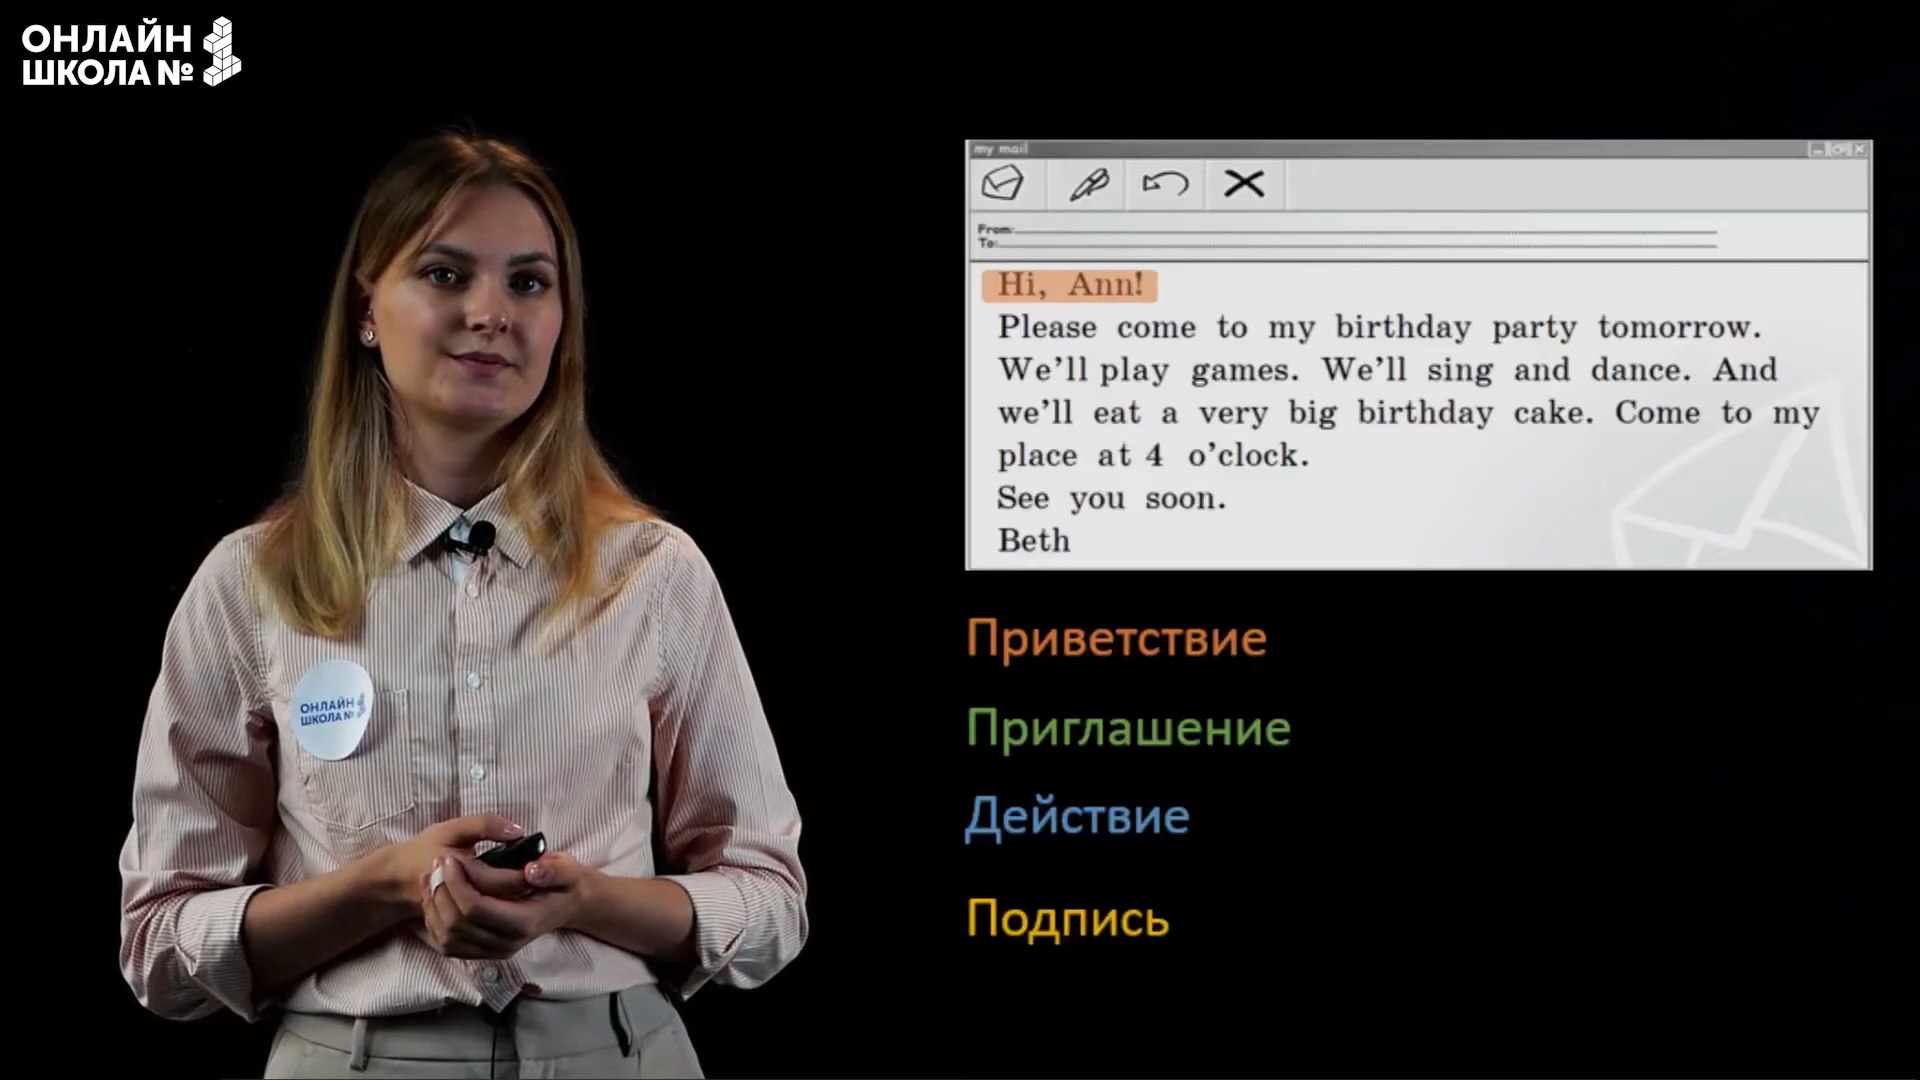 ОНЛАЙН
ШКОЛА №1
my mail
From:
To:
Hi, Ann!
Please come to my birthday party tomorrow.
We'll play games. We'll sing and dance. And
we'll eat a very big birthday cake. Come to my
place at 4 o'clock.
See you soon.
Beth
Приветствие
Приглашение
Действие
Подпись
ОНЛАЙН
ШКОЛА №1